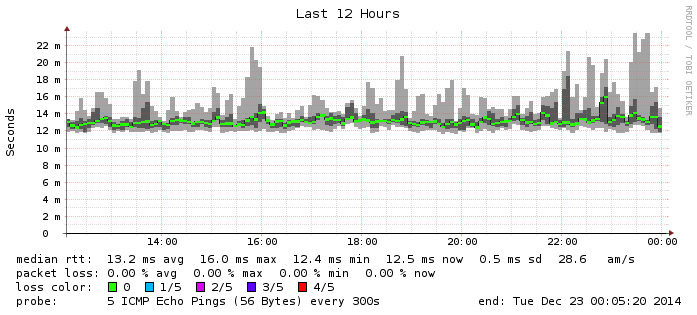 Last 12 Hours
RRDTOOL / TOBI OETIKER
Seconds
22 m
20 m
18 m
16 m
14 m
12 m
10 m
8 m
6 m
4 m
2 m
0
14:00 16:00 18:00 20:00 22:00 00:00
median rtt: 13.2 ms avg 16.0 ms max 12.4 ms min 12.5 ms now 0.5 ms sd 28.6 am/s
packet loss: 0.00 % avg 0.00 % max 0.00 % min 0.00 % now
loss color: 0 1/5 2/5 3/5 4/5
probe: 5 ICMP Echo Pings (56 Bytes) every 300s end: Tue Dec 23 00:05:20 2014